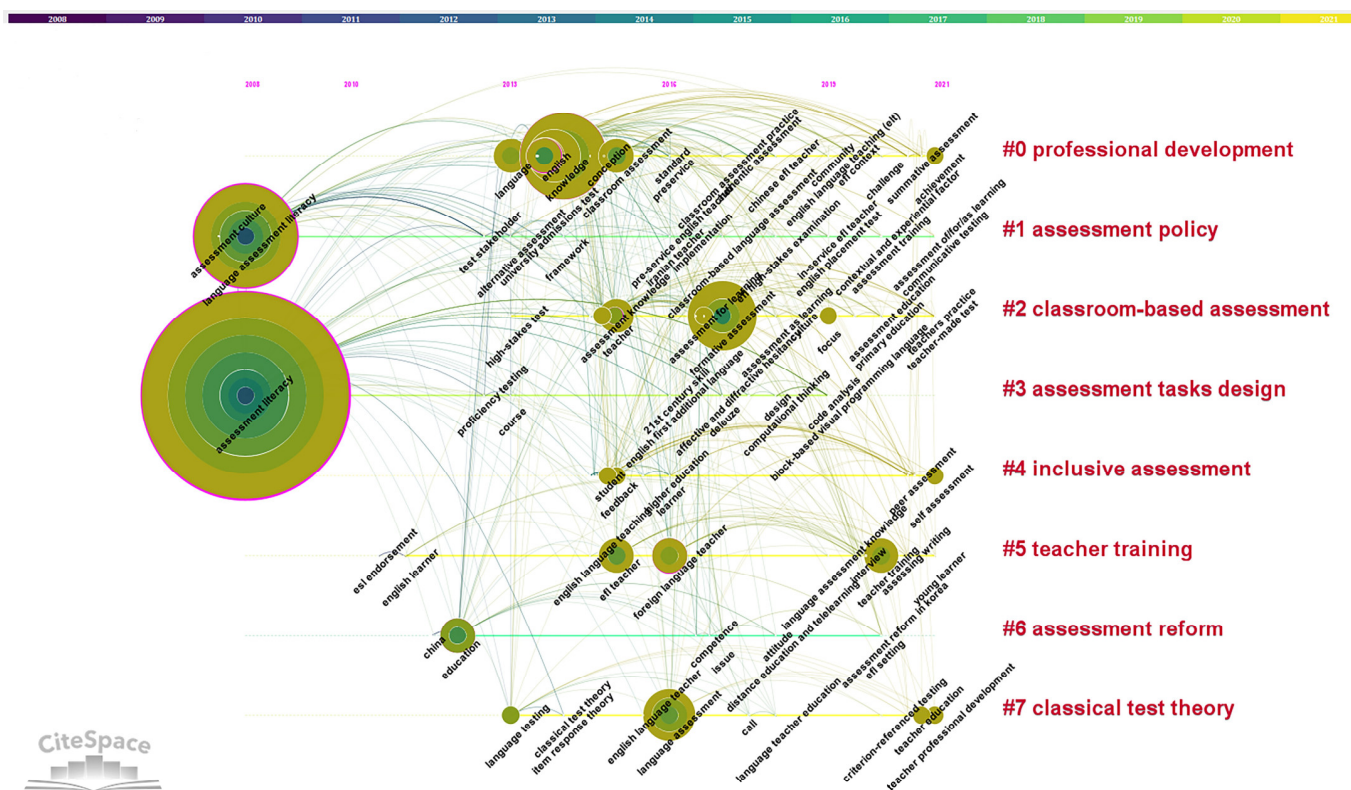 2008 2009 2010 2011 2012 2013 2014 2015 2016 2017 2018 2019 2020 2021
2008 2010 2013 2016 2019 2021
#0 professional development
language
english
knowledge
conception
classroom assessment
standard
preservice
classroom assessment practice
authentic assessment
chinese efl teacher
community
english language teaching (elt)
efl context
challenge
summative assessment
achievement
#1 assessment policy
assessment culture
language assessment literacy
test stakeholder
alternative assessment
university admissions test
framework
pre-service english teacher
iranian teacher
implementation
classroom-based language assessment
high-stakes examination
in-service efl teacher
english placement test
contextual and experiential factor
assessment training
assessment of/for/as learning
communicative testing
#2 classroom-based assessment
high-stakes test
assessment knowledge
teacher
assessment for learning
formative assessment
assessment as learning
culture
focus
assessment education
primary education
teachers practice
teacher-made test
#3 assessment tasks design
assessment literacy
proficiency testing
course
21st century skill
english first additional language
affective and diffractive hesitancy
deleuze
design
computational thinking
code analysis
block-based visual programming language
#4 inclusive assessment
student
feedback
higher education
learner
peer assessment
self assessment
#5 teacher training
esl endorsement
english learner
english language teaching
efl teacher
foreign language teacher
language assessment knowledge
interview
teacher training
assessing writing
young learner
#6 assessment reform
china
education
competence
issue
attitude
distance education and telelearning
assessment reform in korea
efl setting
#7 classical test theory
language testing
classical test theory
item response theory
english language teacher
language assessment
call
language teacher education
criterion-referenced testing
teacher education
teacher professional development
CiteSpace